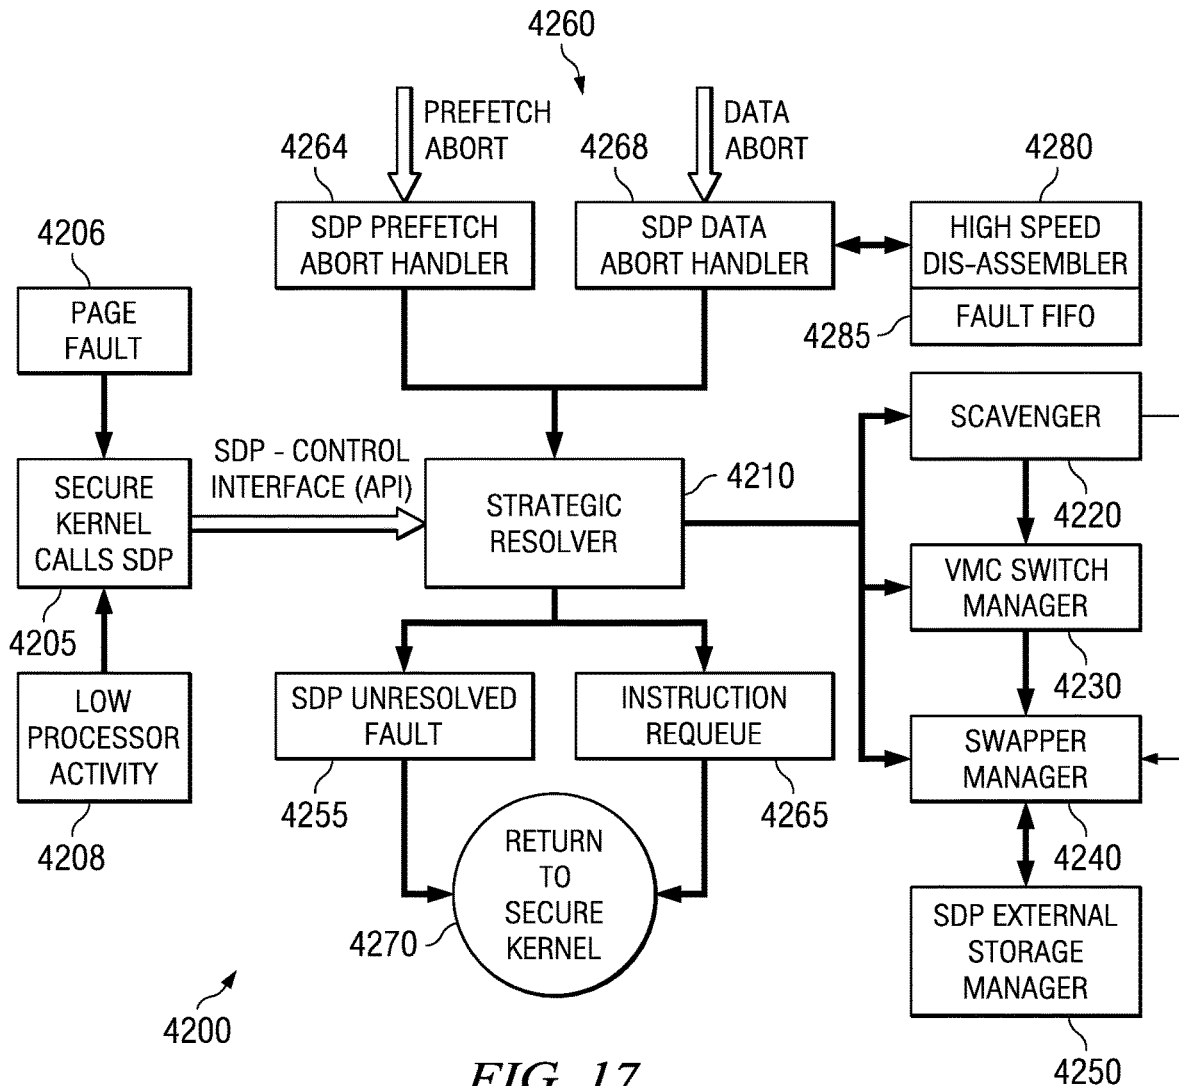 4260
PREFETCH
ABORT
DATA
ABORT
4264
4268
4280
SDP PREFETCH
ABORT HANDLER
SDP DATA
ABORT HANDLER
HIGH SPEED
DIS-ASSEMBLER
FAULT FIFO
4285
4206
PAGE
FAULT
SCAVENGER
4220
SDP - CONTROL
INTERFACE (API)
SECURE
KERNEL
CALLS SDP
4205
STRATEGIC
RESOLVER
4210
VMC SWITCH
MANAGER
4230
LOW
PROCESSOR
ACTIVITY
4208
SDP UNRESOLVED
FAULT
4255
INSTRUCTION
REQUEUE
4265
SWAPPER
MANAGER
4240
RETURN
TO
SECURE
KERNEL
4270
SDP EXTERNAL
STORAGE
MANAGER
4250
4200
FIG. 17